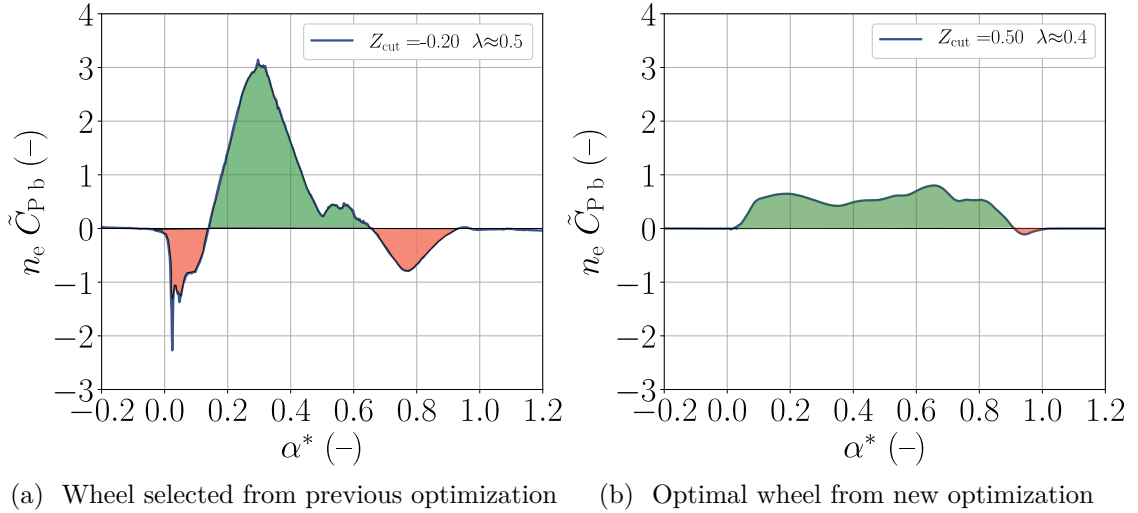 4
3
2
1
0
−1
−2
−3
n_e C̃_P b (–)
Z_cut =-0.20 λ≈0.5
−0.2 0.0 0.2 0.4 0.6 0.8 1.0 1.2
α* (–)
(a) Wheel selected from previous optimization
4
3
2
1
0
−1
−2
−3
n_e C̃_P b (–)
Z_cut =0.50 λ≈0.4
−0.2 0.0 0.2 0.4 0.6 0.8 1.0 1.2
α* (–)
(b) Optimal wheel from new optimization